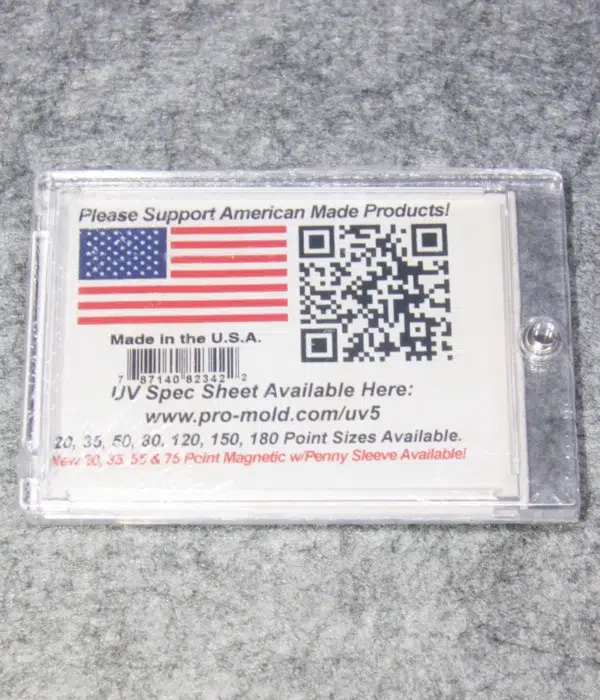 Please Support American Made Products!
Made in the U.S.A.
7 87140 82342 2
UV Spec Sheet Available Here:
www.pro-mold.com/uv5
20, 35, 50, 80. 120, 150, 180 Point Sizes Available.
New 20, 35, 55 & 75 Point Magnetic w/Penny Sleeve Available!